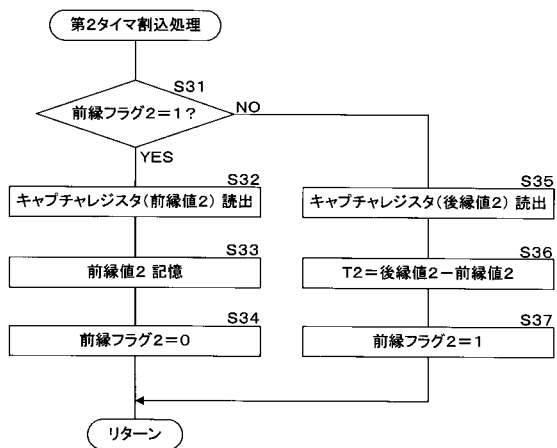 第2タイマ割込処理
S31
前縁フラグ2=1?
NO
YES
S32
キャプチャレジスタ(前縁値2) 読出
S33
前縁値2 記憶
S34
前縁フラグ2=0
S35
キャプチャレジスタ(後縁値2) 読出
S36
T2=後縁値2-前縁値2
S37
前縁フラグ2=1
リターン